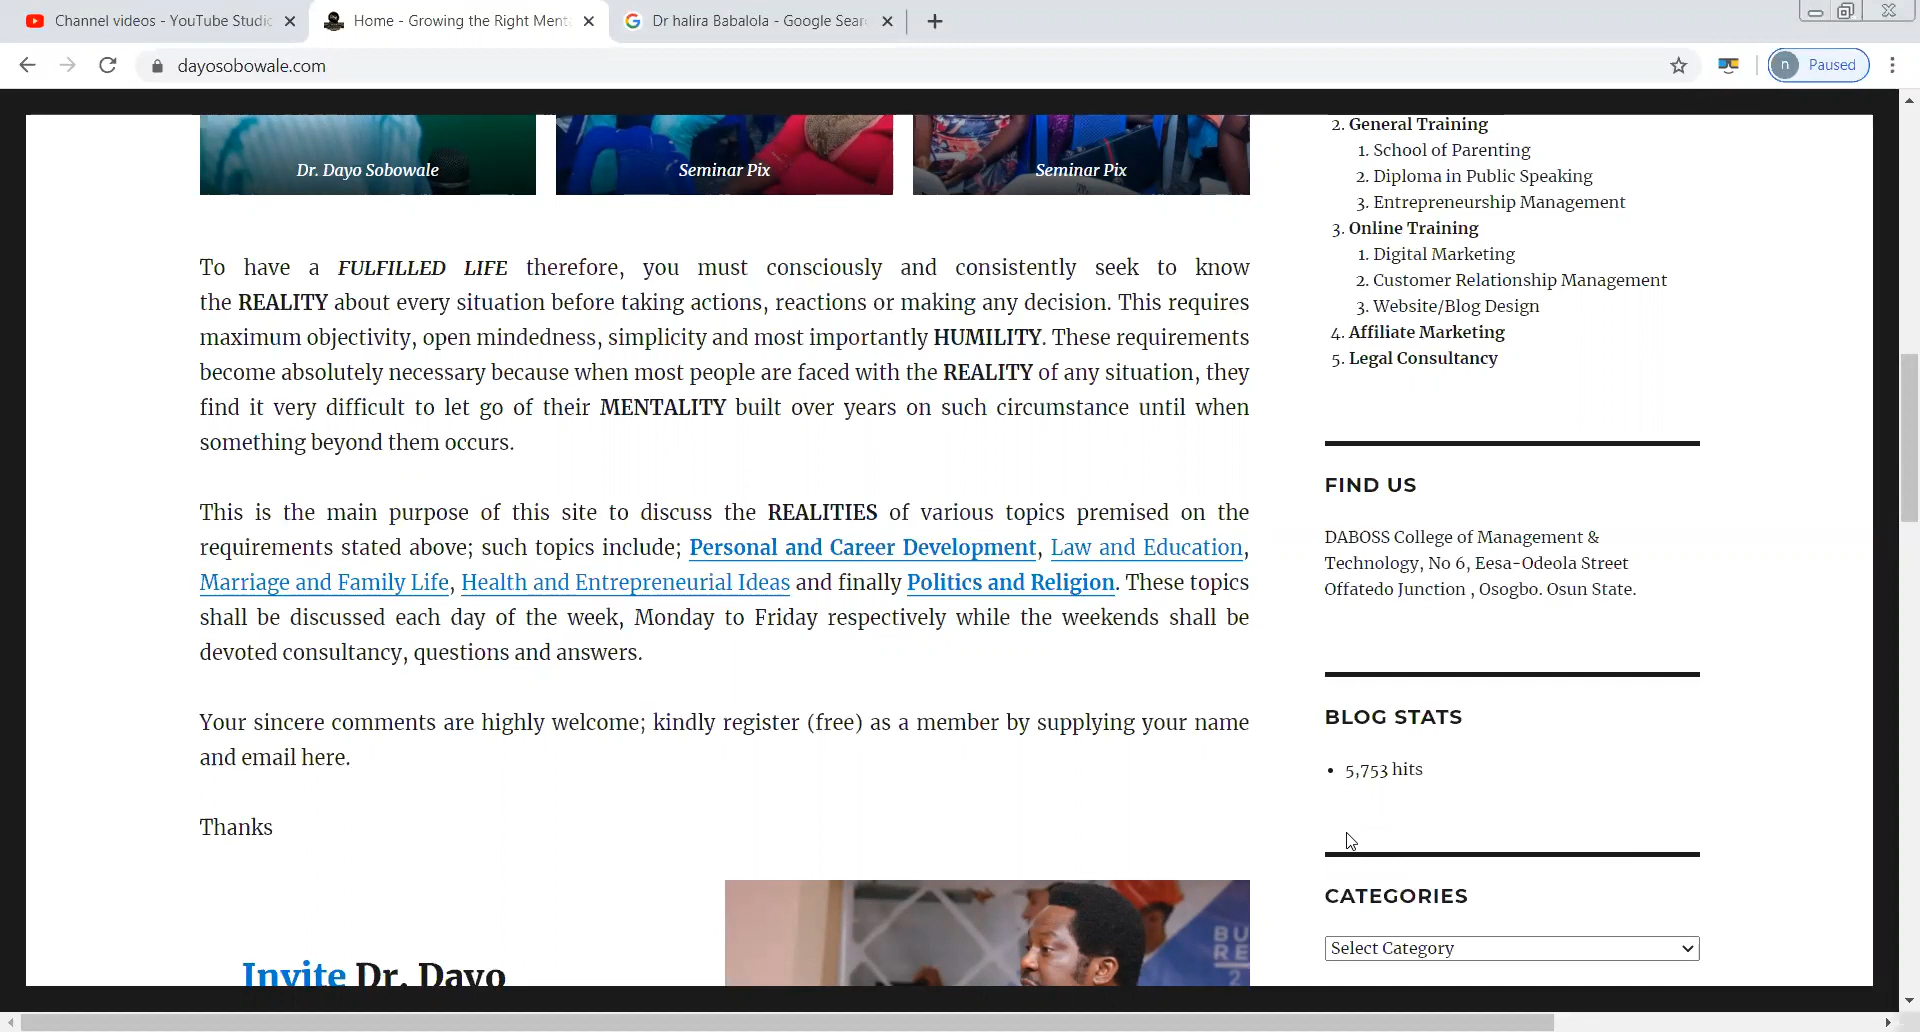 Channel videos - YouTube Studio
Home - Growing the Right Ment
Dr halira Babalola - Google Sear
dayosobowale.com
n Paused
Dr. Dayo Sobowale
Seminar Pix
Seminar Pix
To have a FULFILLED LIFE therefore, you must consciously and consistently seek to know
the REALITY about every situation before taking actions, reactions or making any decision. This requires
maximum objectivity, open mindedness, simplicity and most importantly HUMILITY. These requirements
become absolutely necessary because when most people are faced with the REALITY of any situation, they
find it very difficult to let go of their MENTALITY built over years on such circumstance until when
something beyond them occurs.
This is the main purpose of this site to discuss the REALITIES of various topics premised on the
requirements stated above; such topics include; Personal and Career Development, Law and Education,
Marriage and Family Life, Health and Entrepreneurial Ideas and finally Politics and Religion. These topics
shall be discussed each day of the week, Monday to Friday respectively while the weekends shall be
devoted consultancy, questions and answers.
Your sincere comments are highly welcome; kindly register (free) as a member by supplying your name
and email here.
Thanks
Invite Dr. Dayo
BU
RE
2
2. General Training
1. School of Parenting
2. Diploma in Public Speaking
3. Entrepreneurship Management
3. Online Training
1. Digital Marketing
2. Customer Relationship Management
3. Website/Blog Design
4. Affiliate Marketing
5. Legal Consultancy
FIND US
DABOSS College of Management &
Technology, No 6, Eesa-Odeola Street
Offatedo Junction , Osogbo. Osun State.
BLOG STATS
• 5,753 hits
CATEGORIES
Select Category